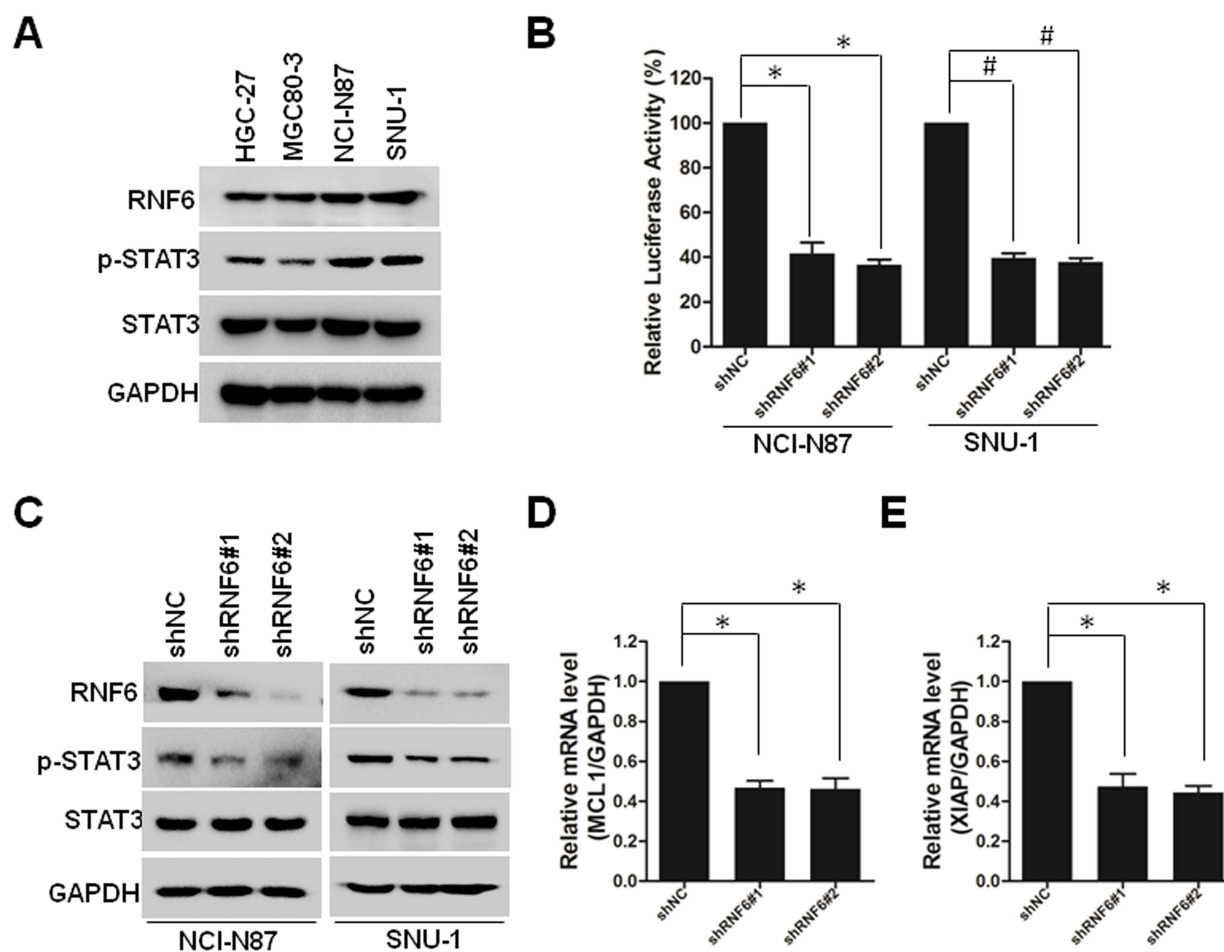 A
HGC-27
MGC80-3
NCI-N87
SNU-1
RNF6
p-STAT3
STAT3
GAPDH
B
Relative Luciferase Activity (%)
120
100
80
60
40
20
0
*
*
#
#
shNC
shRNF6#1
shRNF6#2
shNC
shRNF6#1
shRNF6#2
NCI-N87
SNU-1
C
shNC
shRNF6#1
shRNF6#2
shNC
shRNF6#1
shRNF6#2
RNF6
p-STAT3
STAT3
GAPDH
NCI-N87
SNU-1
D
Relative mRNA level
(MCL1/GAPDH)
1.2
1.0
0.8
0.6
0.4
0.2
0.0
*
*
shNC
shRNF6#1
shRNF6#2
E
Relative mRNA level
(XIAP/GAPDH)
1.2
1.0
0.8
0.6
0.4
0.2
0.0
*
*
shNC
shRNF6#1
shRNF6#2